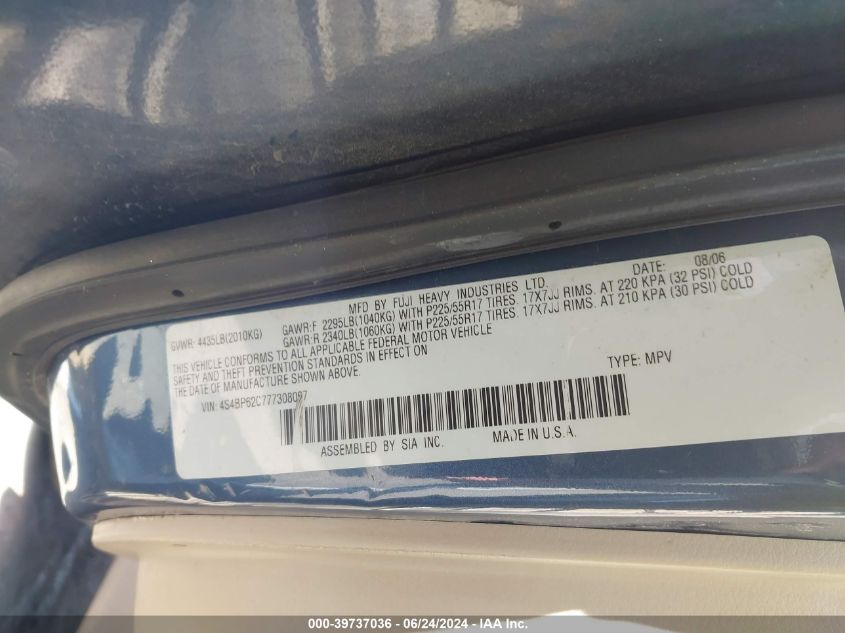 MFD BY FUJI HEAVY INDUSTRIES LTD. DATE: 08/06
GVWR: 4435LB(2010KG) GAWR:F 2295LB(1040KG) WITH P225/55R17 TIRES. 17X7JJ RIMS. AT 220 KPA (32 PSI) COLD
GAWR:R 2340LB(1060KG) WITH P225/55R17 TIRES. 17X7JJ RIMS. AT 210 KPA (30 PSI) COLD
THIS VEHICLE CONFORMS TO ALL APPLICABLE FEDERAL MOTOR VEHICLE
SAFETY AND THEFT PREVENTION STANDARDS IN EFFECT ON
THE DATE OF MANUFACTURE SHOWN ABOVE.
VIN: 4S4BP62C777308097 TYPE: MPV
ASSEMBLED BY SIA INC. MADE IN U.S.A.
000-39737036 - 06/24/2024 - IAA Inc.